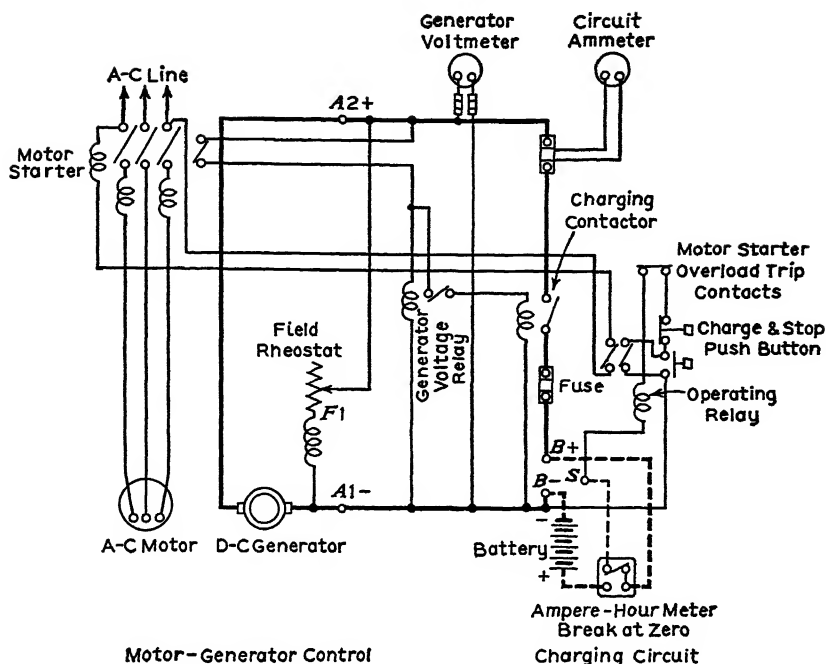 Generator
Voltmeter
Circuit
Ammeter
A-C Line
A2+
Motor
Starter
Charging
Contactor
Motor Starter
Overload Trip
Contacts
Field
Rheostat
Generator
Voltage
Relay
Charge & Stop
Push Button
Fuse
F1
Operating
Relay
B+
B-
S
A1-
A-C Motor
D-C Generator
Battery
-
+
Ampere-Hour Meter
Break at Zero
Motor-Generator Control
Charging Circuit